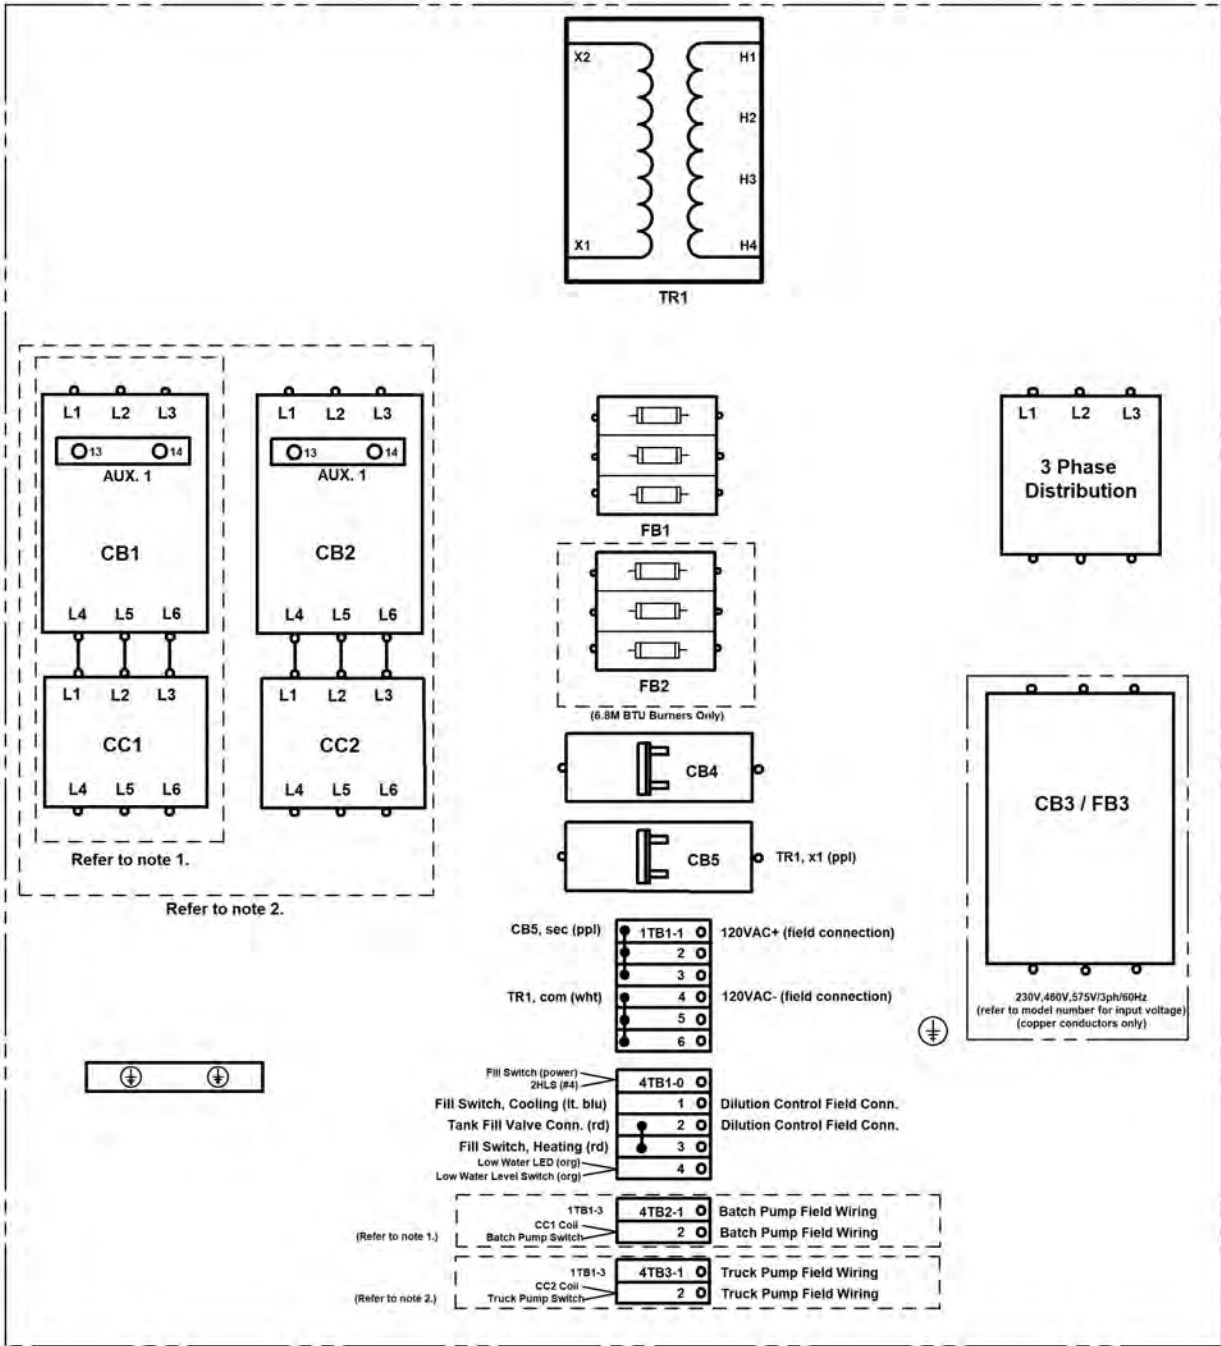 X2 H1
H2
H3
X1 H4
TR1
L1 L2 L3
13 14
AUX. 1
CB1
L4 L5 L6
L1 L2 L3
CC1
L4 L5 L6
Refer to note 1.
L1 L2 L3
13 14
AUX. 1
CB2
L4 L5 L6
L1 L2 L3
CC2
L4 L5 L6
Refer to note 2.
FB1
FB2
(6.8M BTU Burners Only)
CB4
CB5 TR1, x1 (ppl)
L1 L2 L3
3 Phase
Distribution
CB3 / FB3
230V,460V,575V/3ph/60Hz
(refer to model number for input voltage)
(copper conductors only)
CB5, sec (ppl) 1TB1-1 120VAC+ (field connection)
2
3
TR1, com (wht) 4 120VAC- (field connection)
5
6
Fill Switch (power)
2HLS (#4)
4TB1-0
Fill Switch, Cooling (lt. blu) 1 Dilution Control Field Conn.
Tank Fill Valve Conn. (rd) 2 Dilution Control Field Conn.
Fill Switch, Heating (rd) 3
Low Water LED (org)
Low Water Level Switch (org)
4
1TB1-3 4TB2-1 Batch Pump Field Wiring
CC1 Coil
Batch Pump Switch
2 Batch Pump Field Wiring
(Refer to note 1.)
1TB1-3 4TB3-1 Truck Pump Field Wiring
CC2 Coil
Truck Pump Switch
2 Truck Pump Field Wiring
(Refer to note 2.)